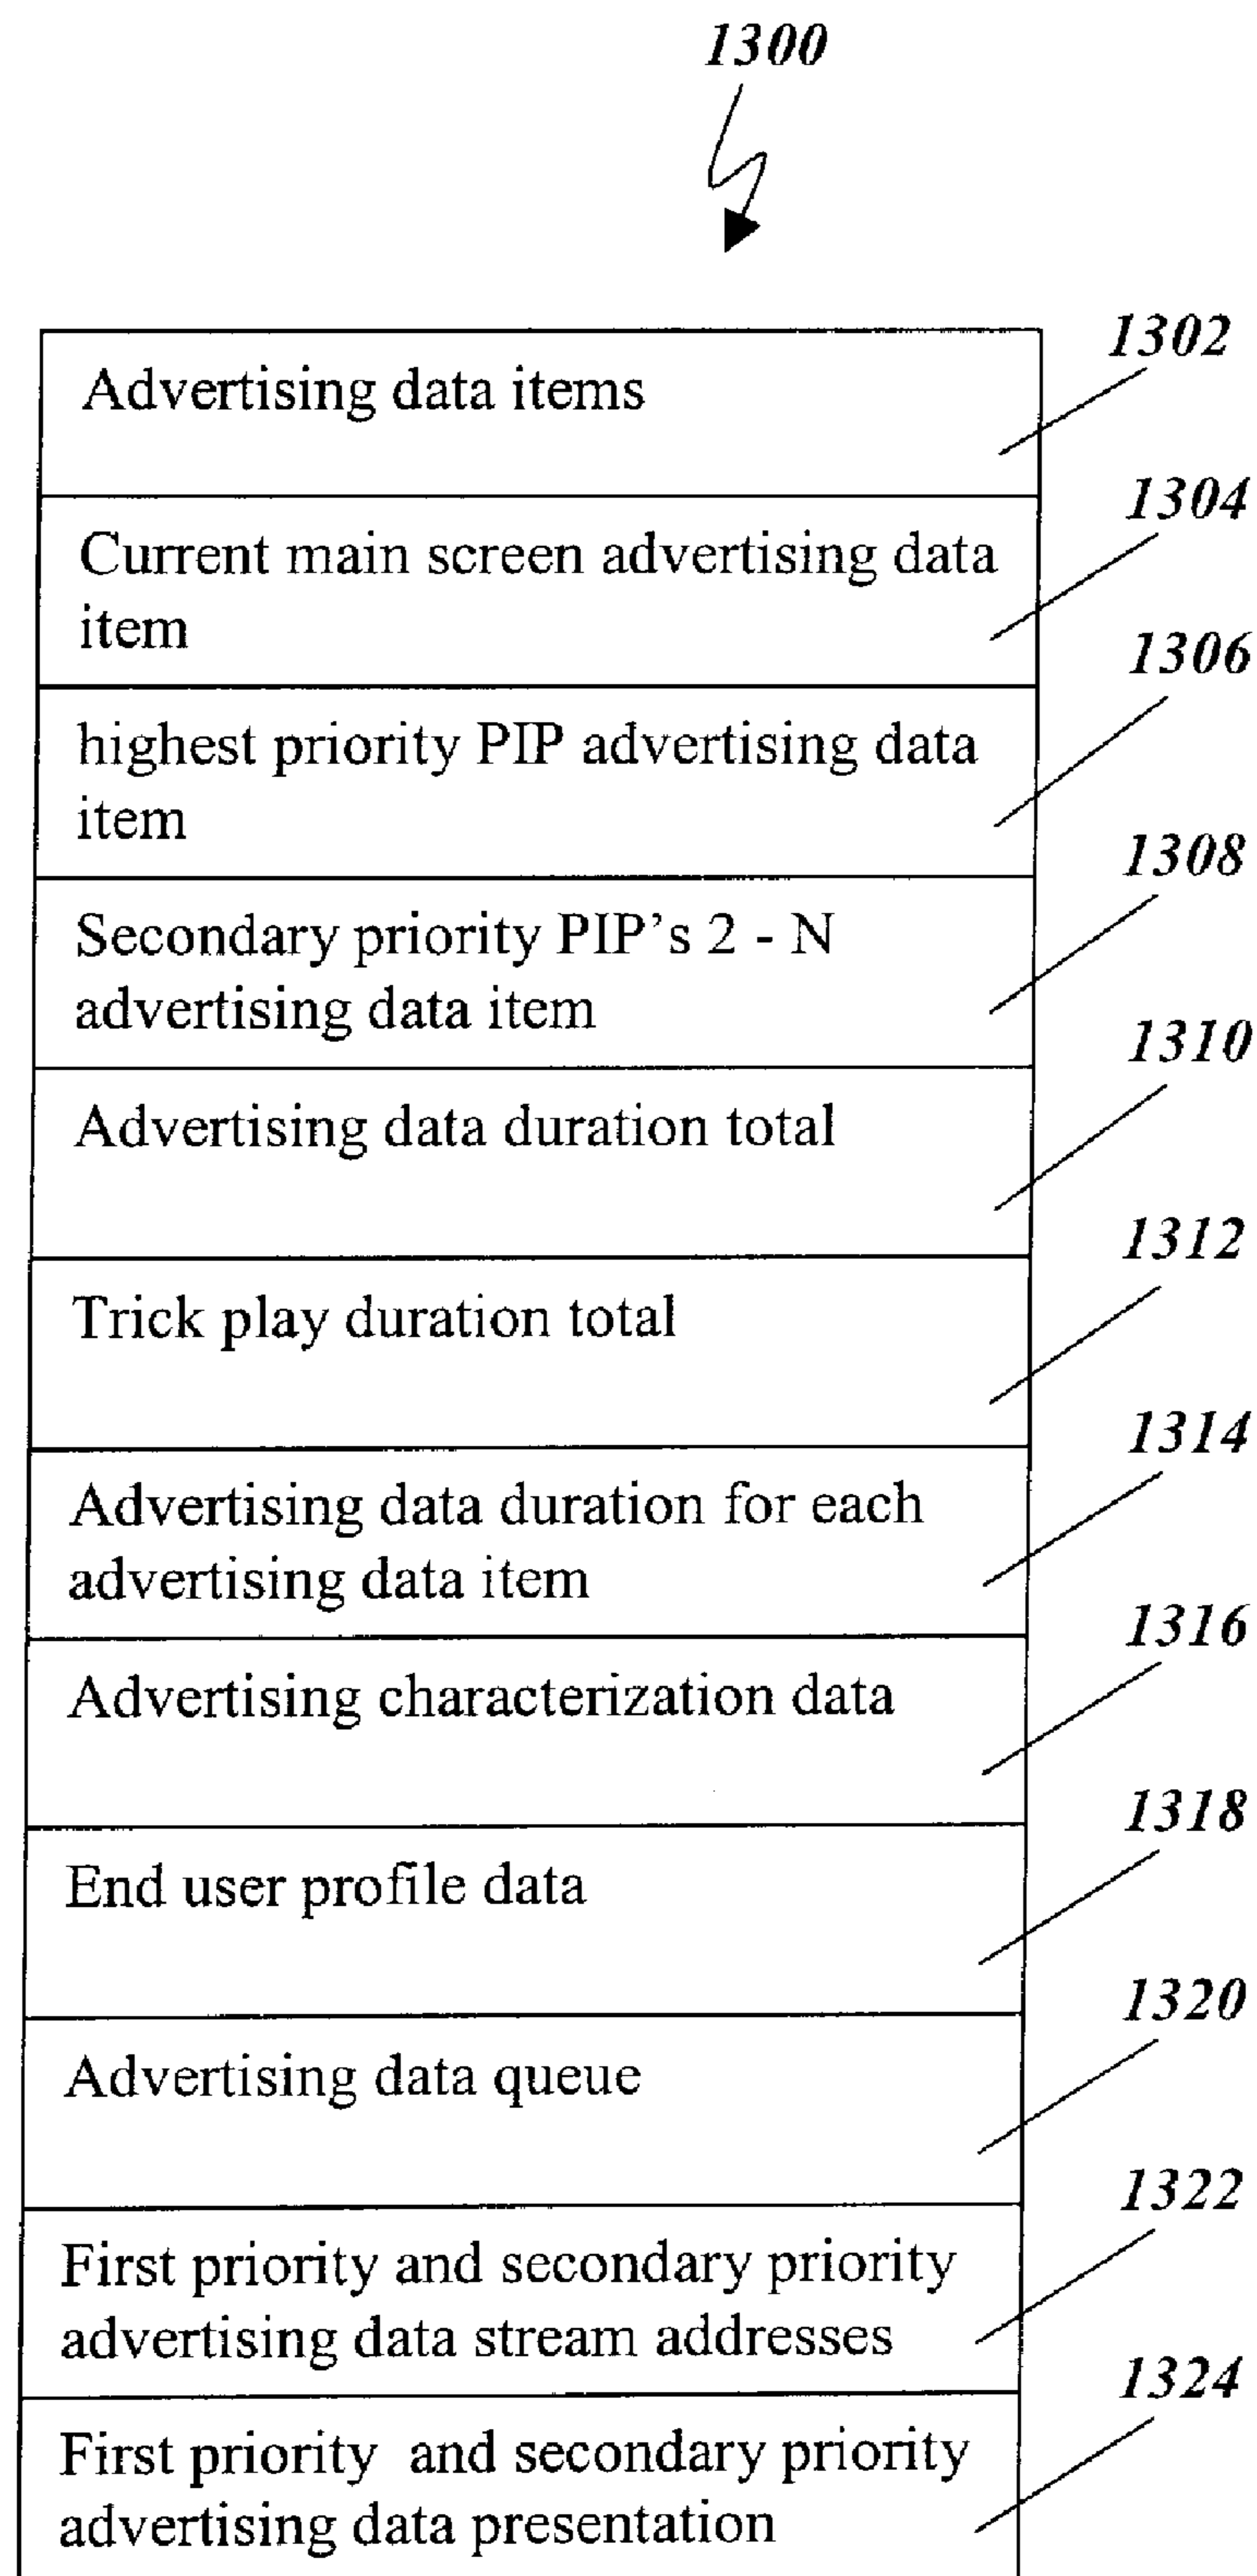 1300
1302
Advertising data items
1304
Current main screen advertising data
item
1306
highest priority PIP advertising data
item
1308
Secondary priority PIP's 2 - N
advertising data item
1310
Advertising data duration total
1312
Trick play duration total
1314
Advertising data duration for each
advertising data item
1316
Advertising characterization data
1318
End user profile data
1320
Advertising data queue
1322
First priority and secondary priority
advertising data stream addresses
1324
First priority and secondary priority
advertising data presentation